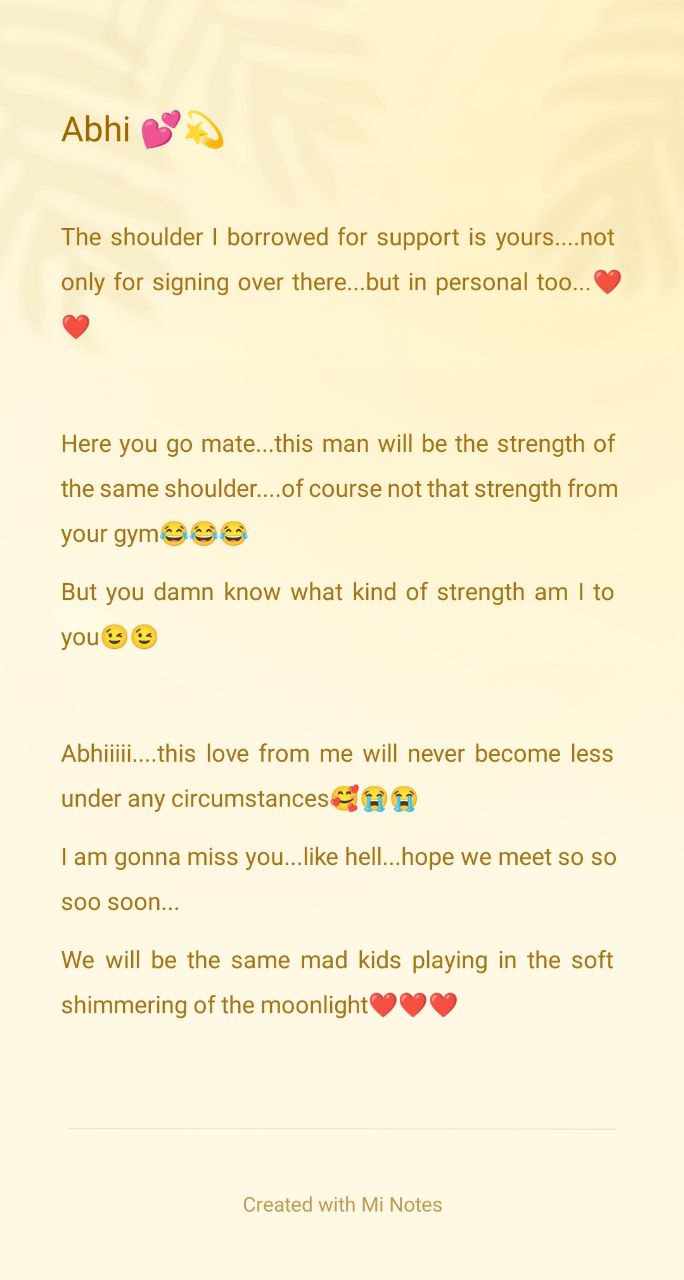 Abhi 💕💫
The shoulder I borrowed for support is yours....not
only for signing over there...but in personal too...❤️
❤️
Here you go mate...this man will be the strength of
the same shoulder....of course not that strength from
your gym😂😂😂
But you damn know what kind of strength am I to
you😉😉
Abhiiiii....this love from me will never become less
under any circumstances🥰😭😭
I am gonna miss you...like hell...hope we meet so so
soo soon...
We will be the same mad kids playing in the soft
shimmering of the moonlight❤️❤️❤️
Created with Mi Notes